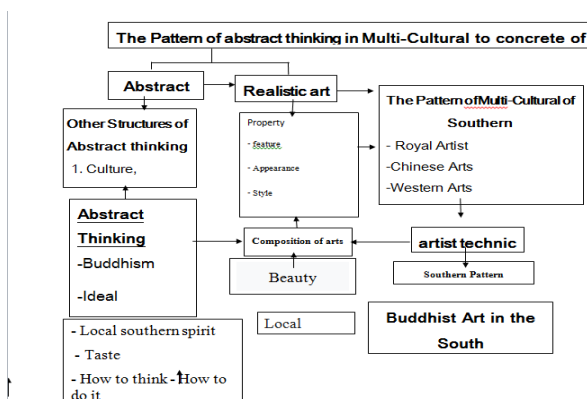 The Pattern of abstract thinking in Multi-Cultural to concrete of
Abstract
Realistic art
Other Structures of
Abstract thinking
1. Culture,
Property
- feature
- Appearance
- Style
The Pattern ofMulti-Cultural of
Southern
- Royal Artist
-Chinese Arts
-Western Arts
Abstract
Thinking
-Buddhism
-Ideal
Composition of arts
artist technic
Beauty
Southern Pattern
- Local southern spirit
- Taste
- How to think -How to
do it
Local
Buddhist Art in the
South